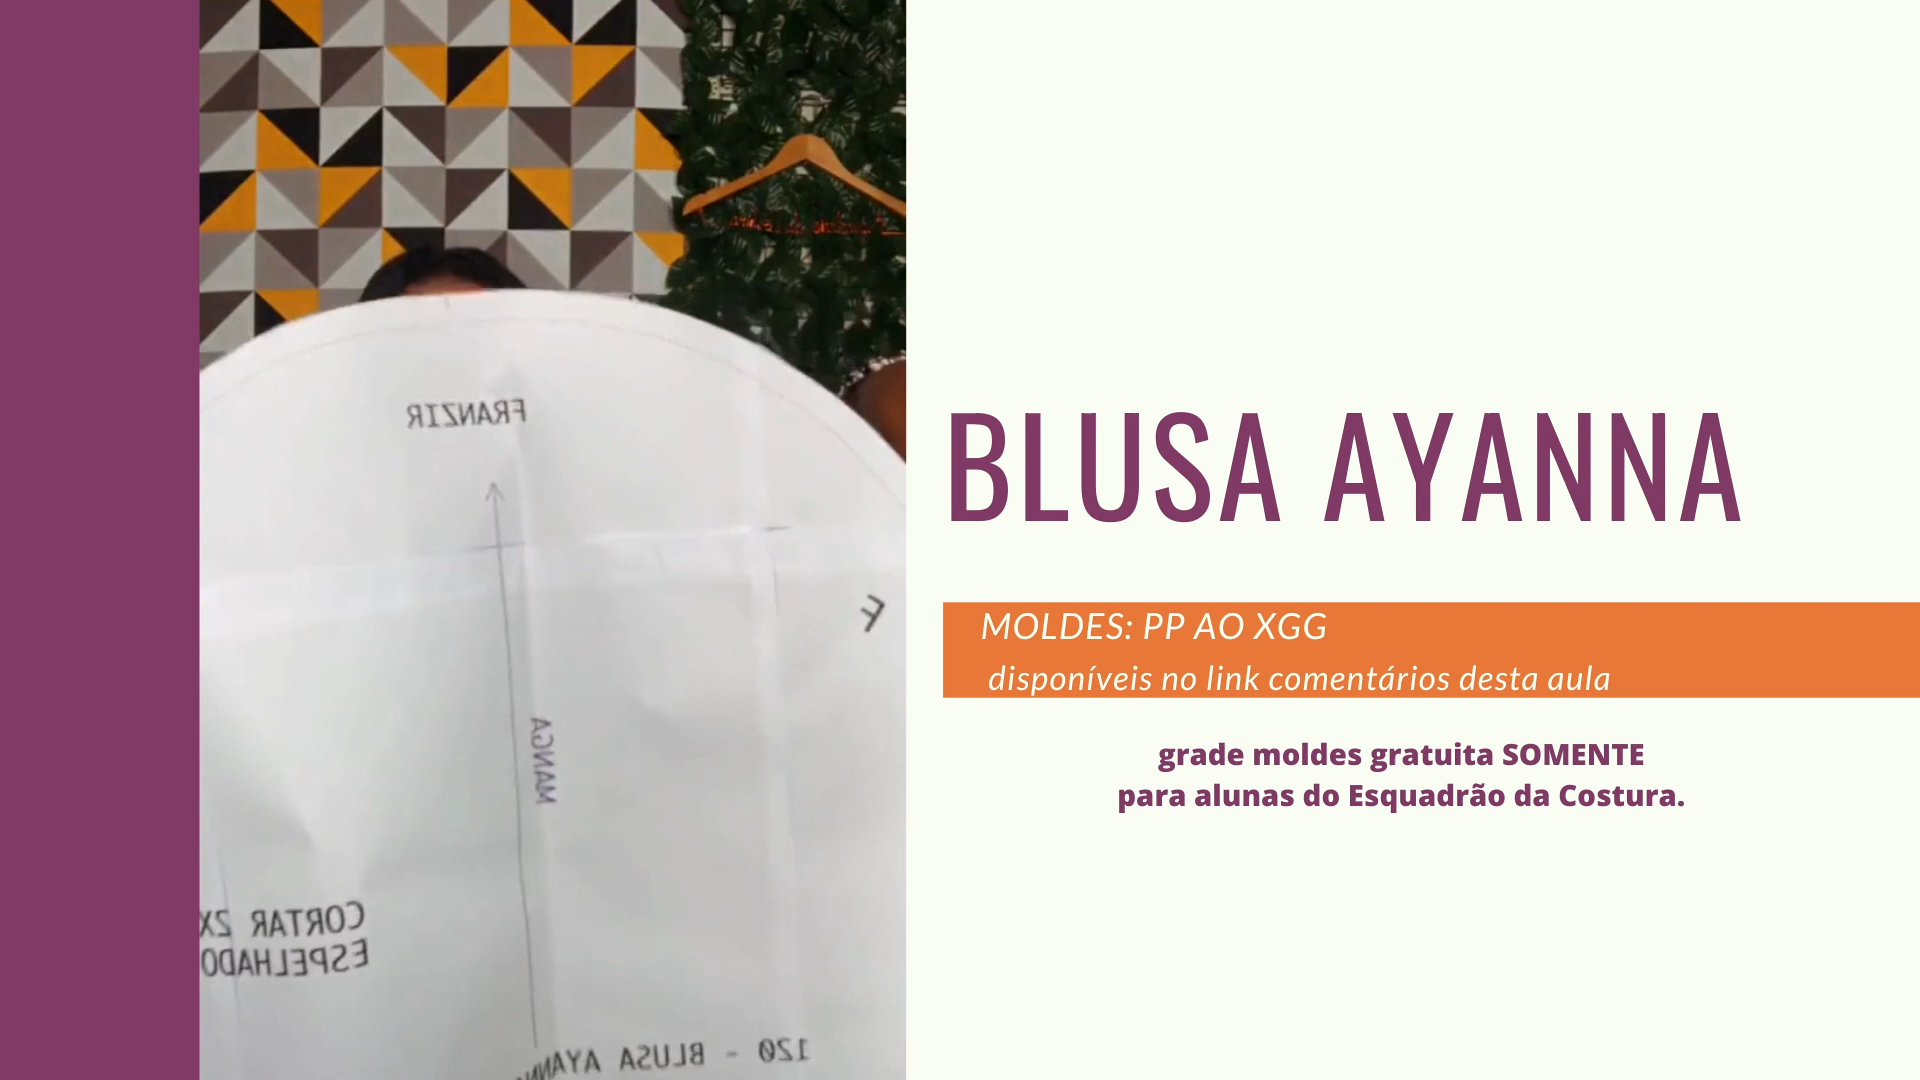 FRANZIR
F
MANGA
CORTAR 2X
ESPELHADO
120 - BLUSA AYANN
BLUSA AYANNA
MOLDES: PP AO XGG
disponíveis no link comentários desta aula
grade moldes gratuita SOMENTE
para alunas do Esquadrão da Costura.